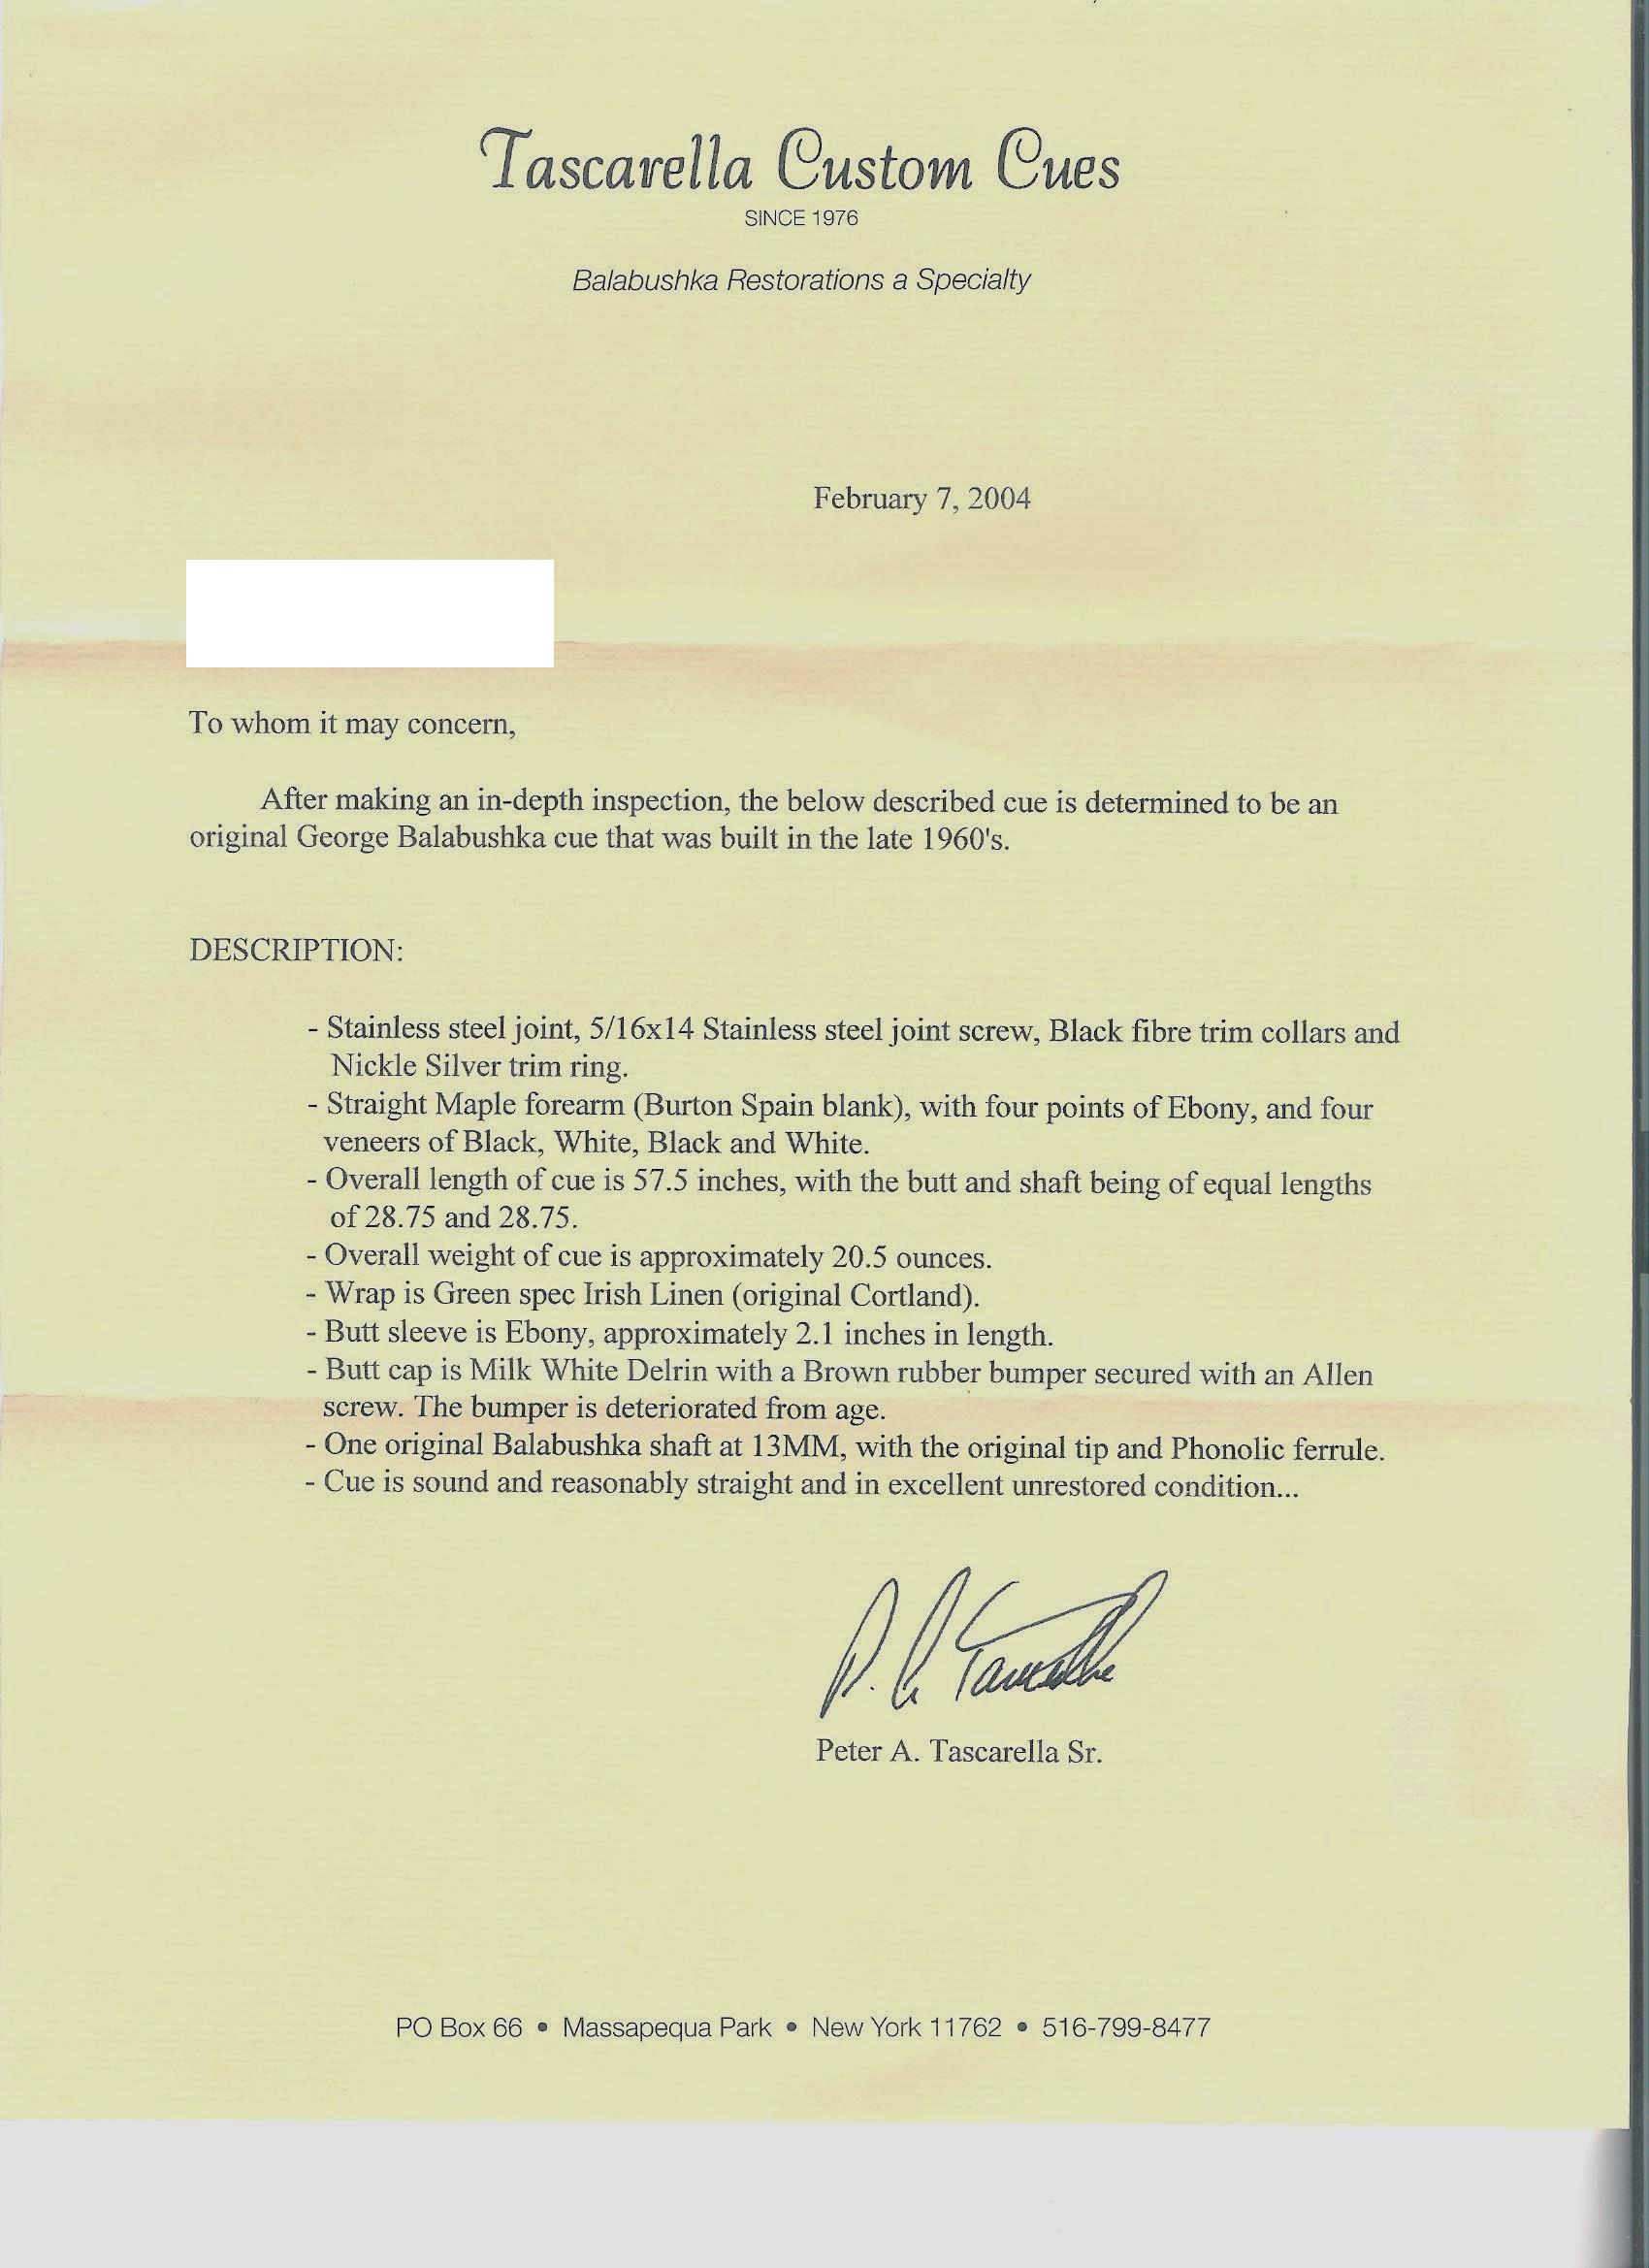 Tascarella Custom Cues
SINCE 1976
Balabushka Restorations a Specialty
February 7, 2004
To whom it may concern,
After making an in-depth inspection, the below described cue is determined to be an
original George Balabushka cue that was built in the late 1960's.
DESCRIPTION:
- Stainless steel joint, 5/16x14 Stainless steel joint screw, Black fibre trim collars and
Nickle Silver trim ring.
- Straight Maple forearm (Burton Spain blank), with four points of Ebony, and four
veneers of Black, White, Black and White.
- Overall length of cue is 57.5 inches, with the butt and shaft being of equal lengths
of 28.75 and 28.75.
- Overall weight of cue is approximately 20.5 ounces.
- Wrap is Green spec Irish Linen (original Cortland).
- Butt sleeve is Ebony, approximately 2.1 inches in length.
- Butt cap is Milk White Delrin with a Brown rubber bumper secured with an Allen
screw. The bumper is deteriorated from age.
- One original Balabushka shaft at 13MM, with the original tip and Phonolic ferrule.
- Cue is sound and reasonably straight and in excellent unrestored condition...
P. A. Tascarella
Peter A. Tascarella Sr.
PO Box 66 • Massapequa Park • New York 11762 • 516-799-8477